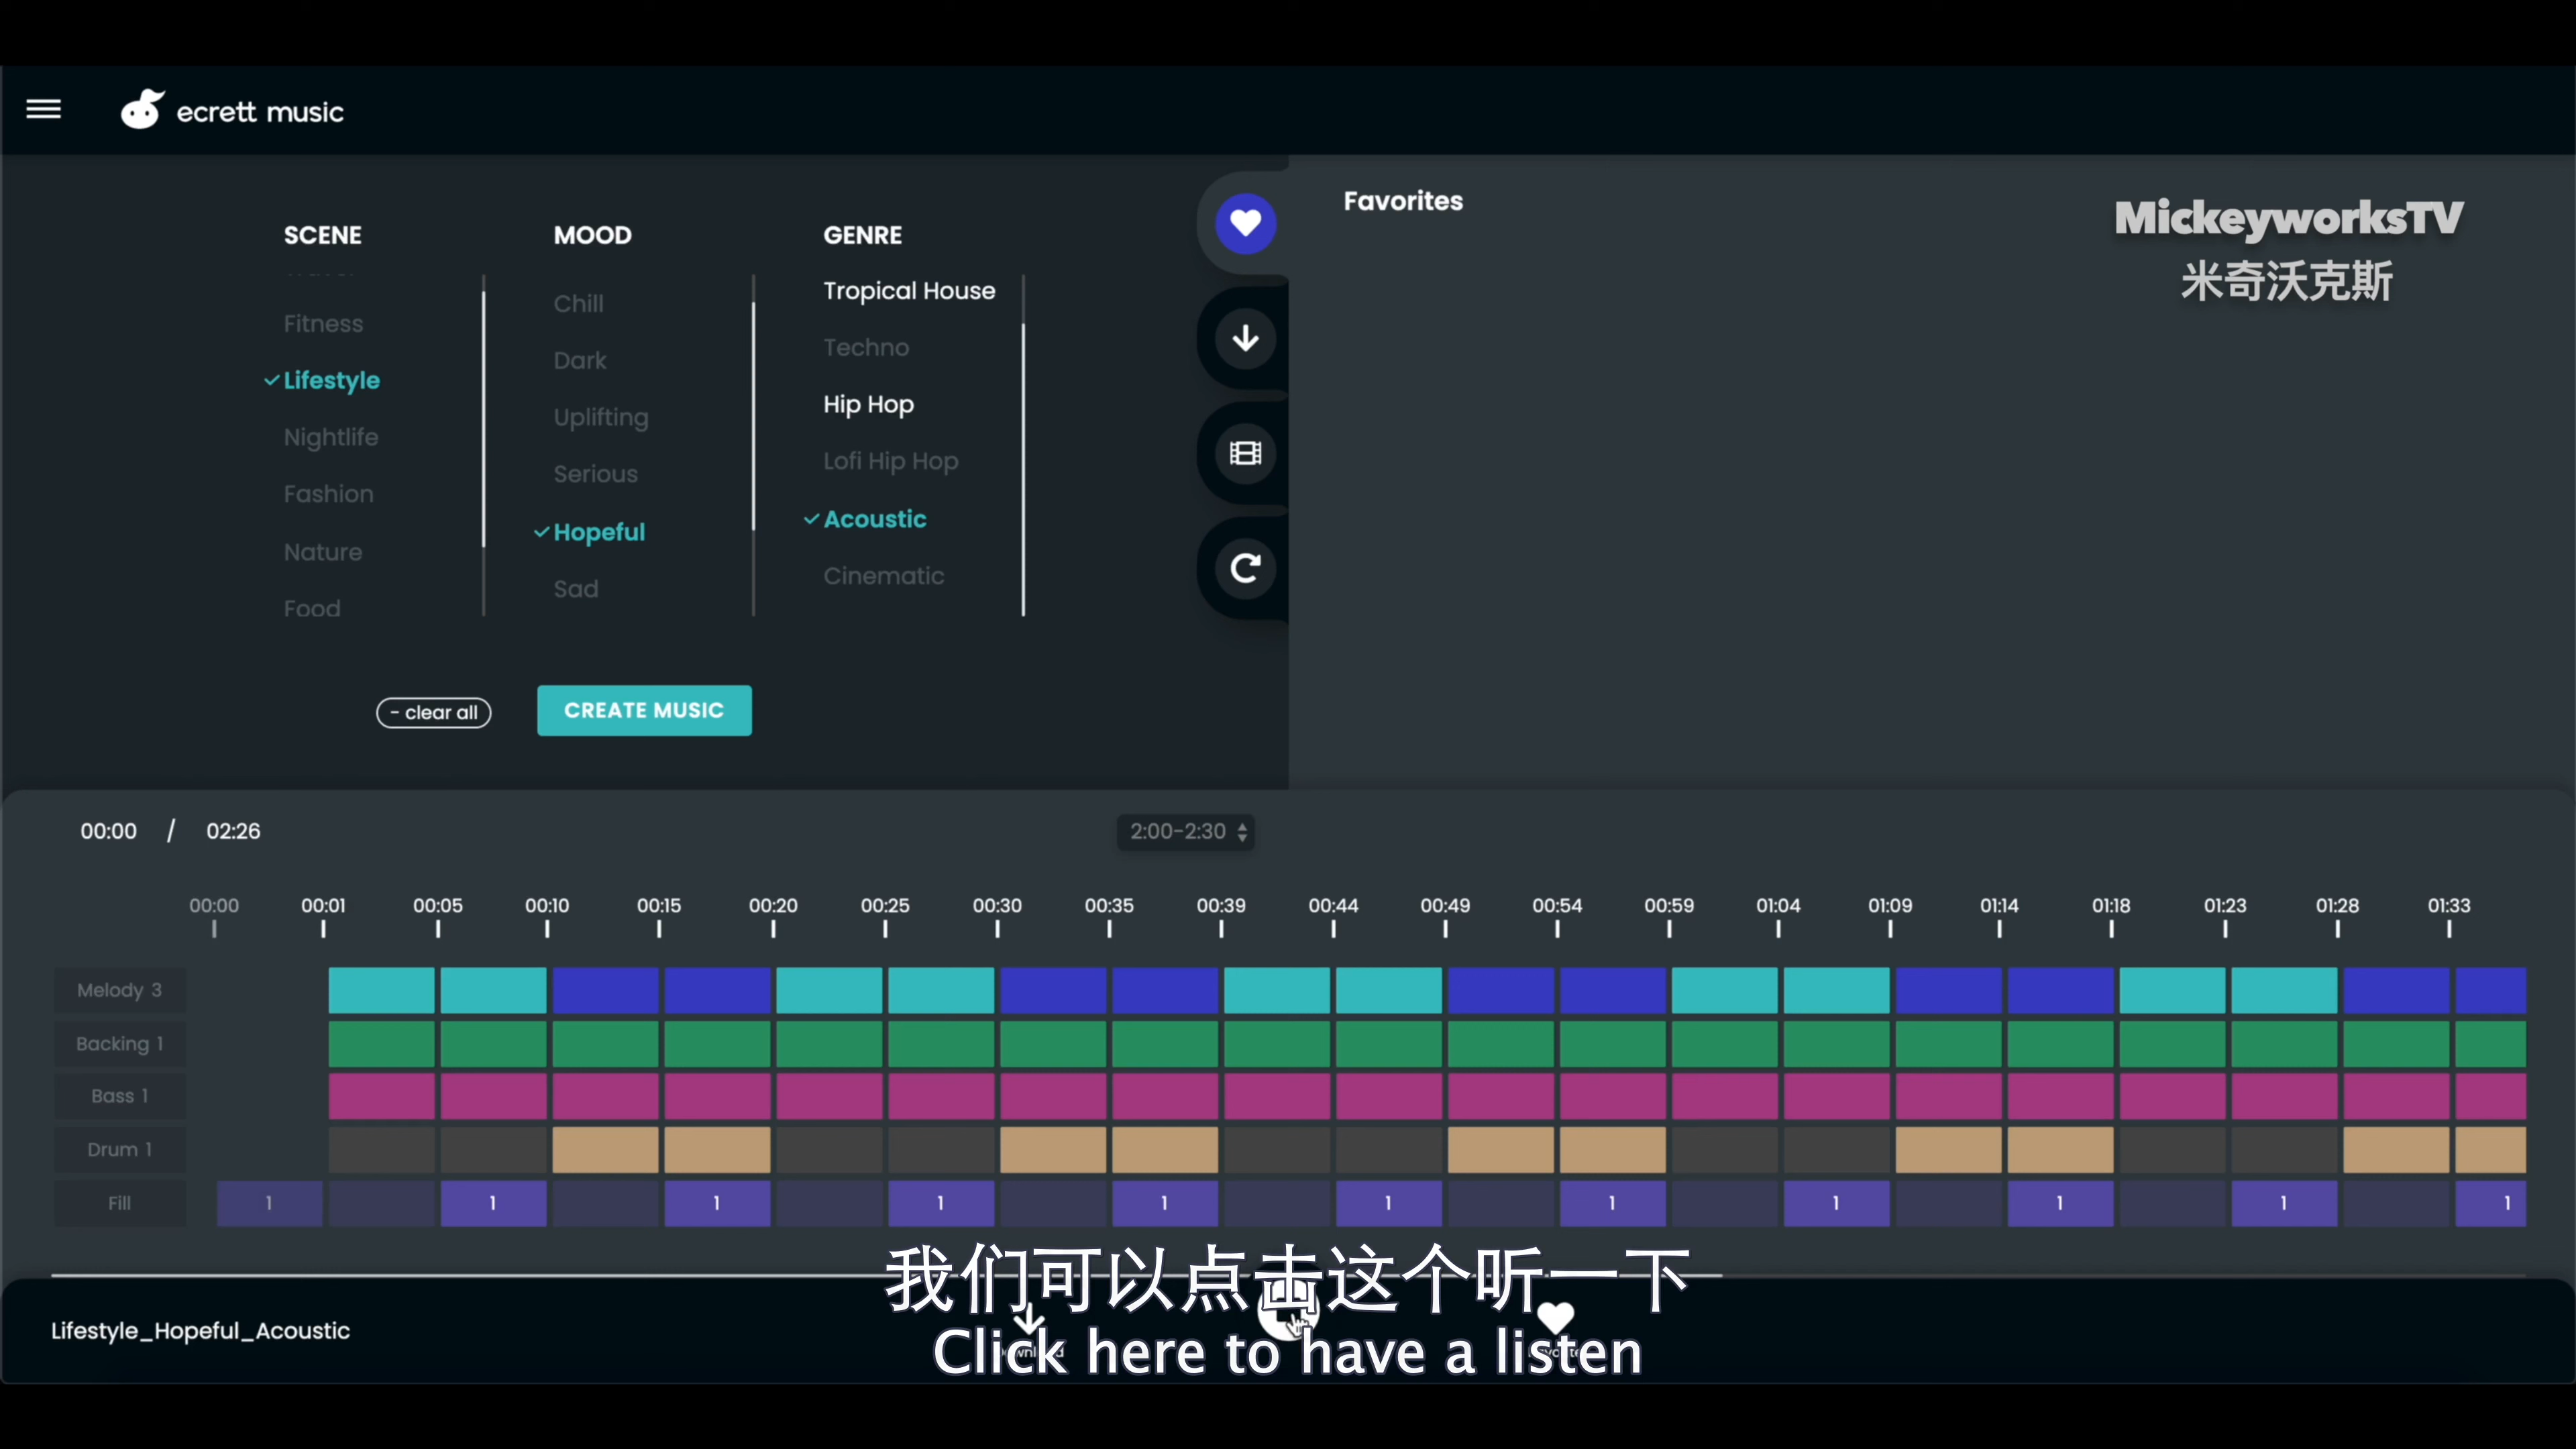 ecrett music
Favorites
MickeyworksTV
米奇沃克斯
SCENE
Fitness
Lifestyle
Nightlife
Fashion
Nature
Food
MOOD
Chill
Dark
Uplifting
Serious
Hopeful
Sad
GENRE
Tropical House
Techno
Hip Hop
Lofi Hip Hop
Acoustic
Cinematic
- clear all
CREATE MUSIC
00:00 / 02:26
2:00-2:30
00:00 00:01 00:05 00:10 00:15 00:20 00:25 00:30 00:35 00:39 00:44 00:49 00:54 00:59 01:04 01:09 01:14 01:18 01:23 01:28 01:33
Melody 3
Backing 1
Bass 1
Drum 1
Fill 1 1 1 1 1 1 1 1 1 1 1
我们可以点击这个听一下
Lifestyle_Hopeful_Acoustic
Click here to have a listen